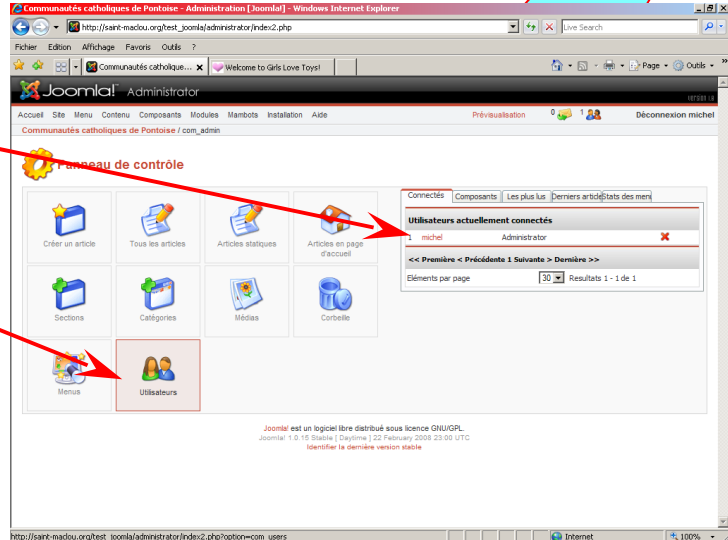 Communautés catholiques de Pontoise - Administration [Joomla!] - Windows Internet Explorer
http://saint-maclou.org/test_joomla/administrator/index2.php
Live Search
Fichier Edition Affichage Favoris Outils ?
Communautés catholique... Welcome to Girls Love Toys!
Page Outils
Joomla! Administrator
version 1.0
Accueil Site Menu Contenu Composants Modules Mambots Installation Aide Prévisualisation 0 1 Déconnexion michel
Communautés catholiques de Pontoise / com_admin
Panneau de contrôle
Connectés Composants Les plus lus Derniers article Stats des menu
Utilisateurs actuellement connectés
1 michel Administrator
<< Première < Précédente 1 Suivante > Dernière >>
Eléments par page 30 Resultats 1 - 1 de 1
Créer un article Tous les articles Articles statiques Articles en page
d'accueil
Sections Catégories Médias Corbeille
Menus Utilisateurs
Joomla! est un logiciel libre distribué sous licence GNU/GPL.
Joomla! 1.0.15 Stable [ Daytime ] 22 February 2008 23:00 UTC
Identifier la dernière version stable
http://saint-maclou.org/test_joomla/administrator/index2.php?option=com_users Internet 100%